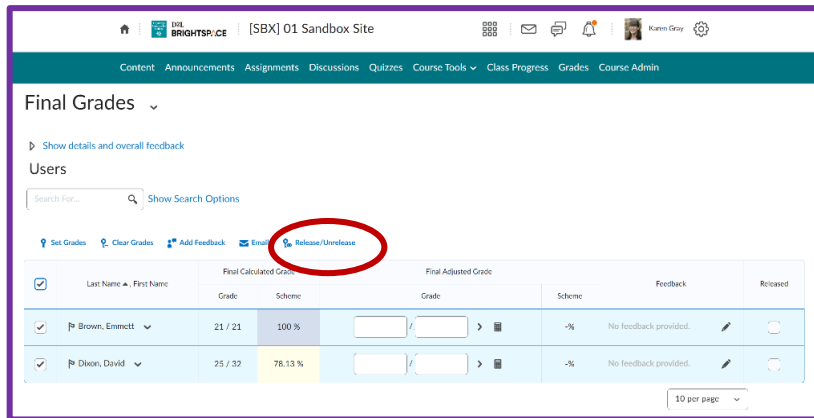 D2L
BRIGHTSPACE [SBX] 01 Sandbox Site Karen Gray
Content Announcements Assignments Discussions Quizzes Course Tools Class Progress Grades Course Admin
Final Grades
Show details and overall feedback
Users
Search For... Show Search Options
Set Grades Clear Grades Add Feedback Email Release/Unrelease
Final Calculated Grade Final Adjusted Grade
Last Name ▲, First Name Feedback Released
Grade Scheme Grade Scheme
Brown, Emmett 21 / 21 100 % / -% No feedback provided.
Dixon, David 25 / 32 78.13 % / -% No feedback provided.
10 per page